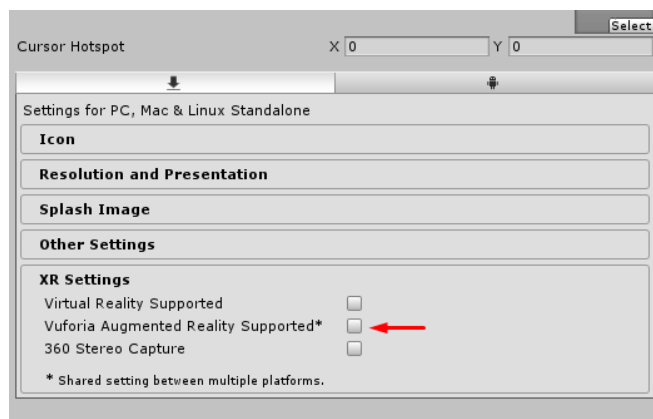 Select
Cursor Hotspot X 0 Y 0
Settings for PC, Mac & Linux Standalone
Icon
Resolution and Presentation
Splash Image
Other Settings
XR Settings
Virtual Reality Supported
Vuforia Augmented Reality Supported*
360 Stereo Capture
* Shared setting between multiple platforms.